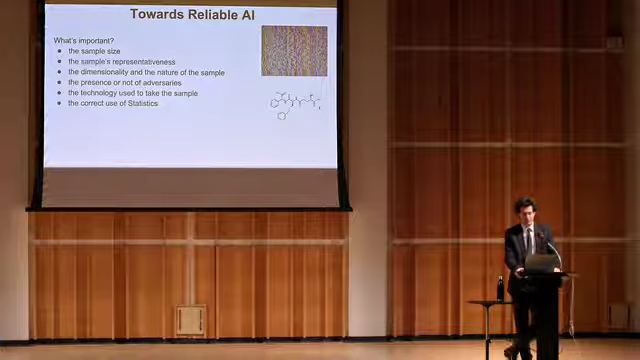 Towards Reliable AI
What's important?
● the sample size
● the sample's representativeness
● the dimensionality and the nature of the sample
● the presence or not of adversaries
● the technology used to take the sample
● the correct use of Statistics